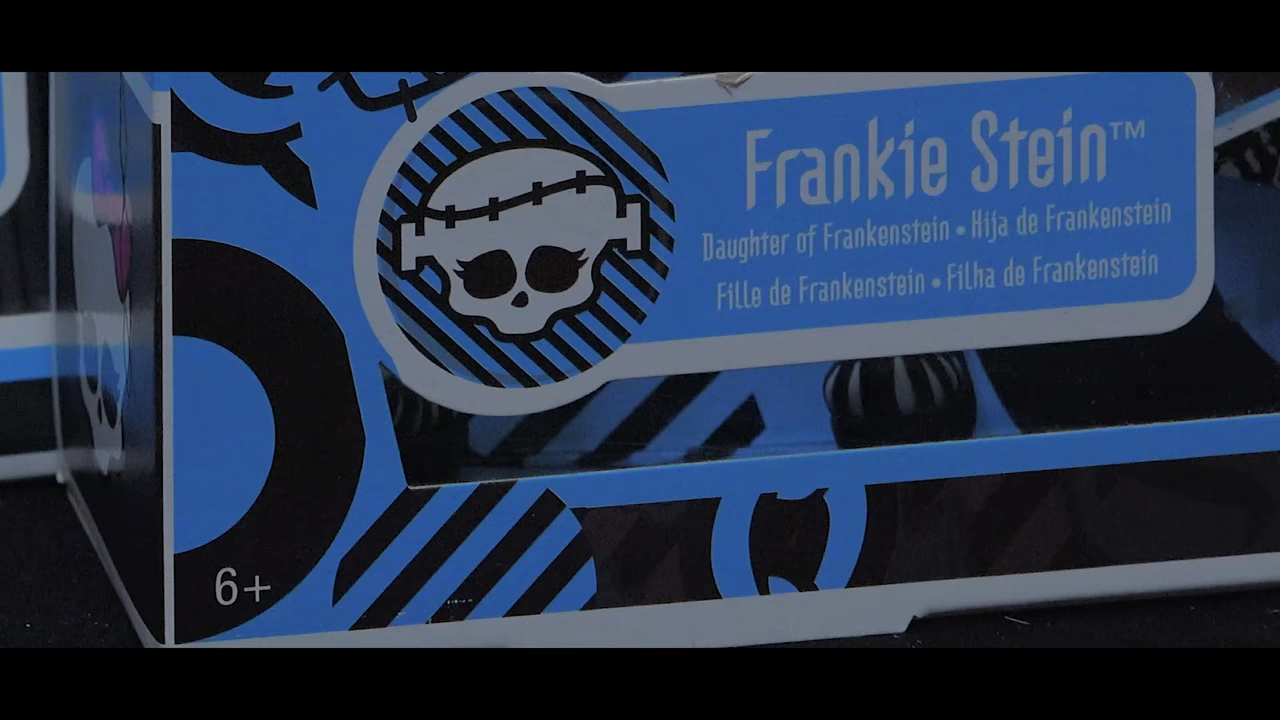 Frankie Stein™
Daughter of Frankenstein • Hija de Frankenstein
Fille de Frankenstein • Filha de Frankenstein
6+